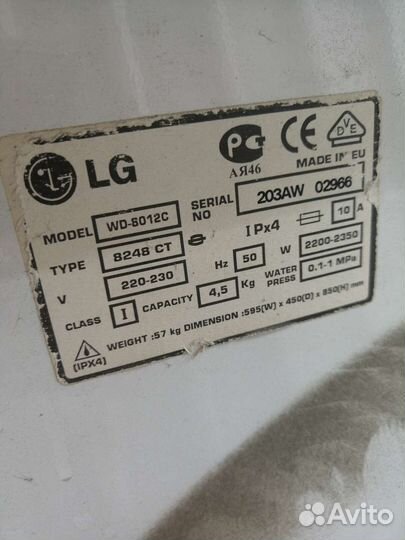 LG
РС
АЯ46
CE
DVE
MADE IN EU
MODEL WD-8012C
SERIAL NO 203AW 02966
TYPE 8248 CT
IPx4
10 A
V 220-230
Hz 50
W 2200-2350
CLASS I
CAPACITY 4,5 Kg
WATER PRESS 0.1-1 MPa
(IPX4)
WEIGHT :57 kg DIMENSION :595(W) x 450(D) x 850(H) mm
Avito